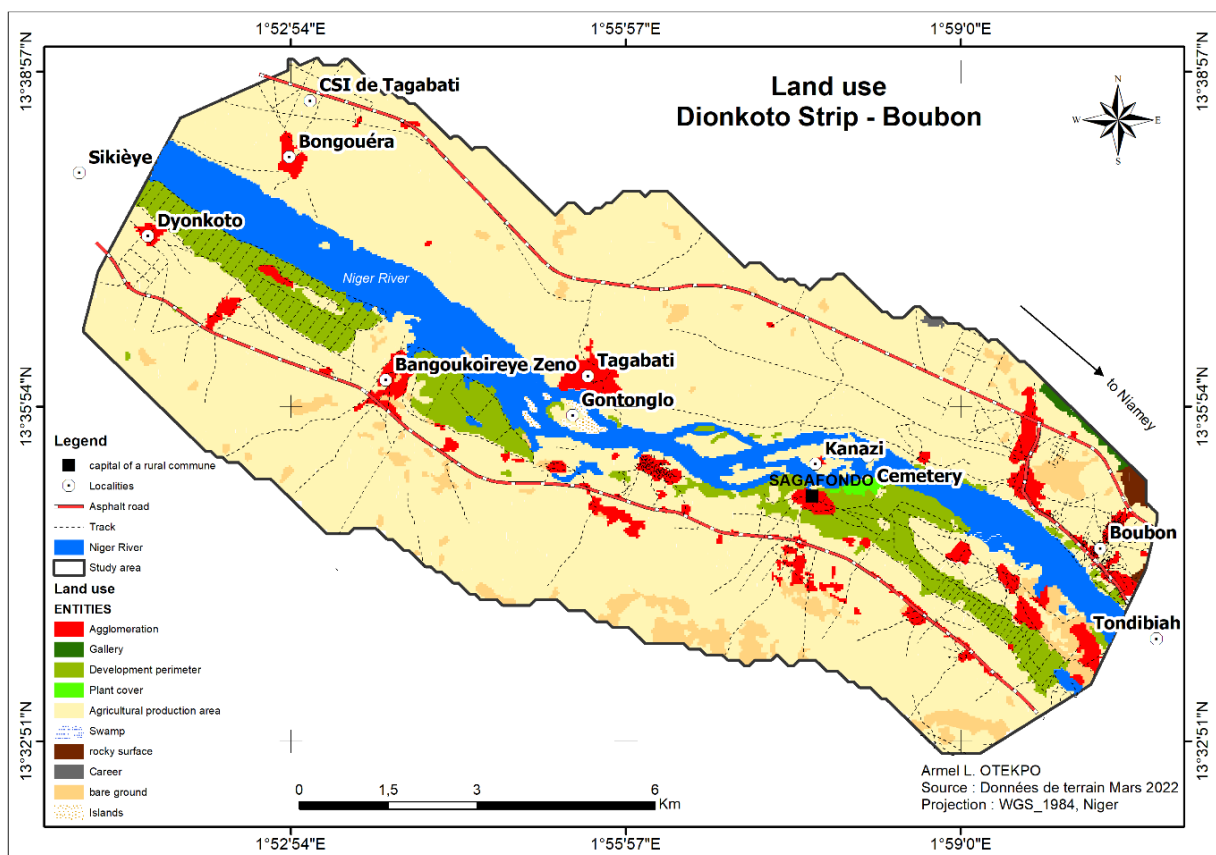 1°52'54"E
1°55'57"E
1°59'0"E
13°38'57"N
13°38'57"N
Land use
Dionkoto Strip - Boubon
N
W
E
S
CSI de Tagabati
Bongouéra
Sikièye
Dyonkoto
Niger River
Bangoukoireye Zeno
Tagabati
Gontonglo
to Niamey
13°35'54"N
13°35'54"N
Kanazi
SAGAFONDO
Cemetery
Boubon
Tondibiah
Legend
capital of a rural commune
Localities
Asphalt road
Track
Niger River
Study area
Land use
ENTITIES
Agglomeration
Gallery
Development perimeter
Plant cover
Agricultural production area
Swamp
rocky surface
Career
bare ground
Islands
13°32'51"N
13°32'51"N
0
1,5
3
6
Km
Armel L. OTEKPO
Source : Données de terrain Mars 2022
Projection : WGS_1984, Niger
1°52'54"E
1°55'57"E
1°59'0"E